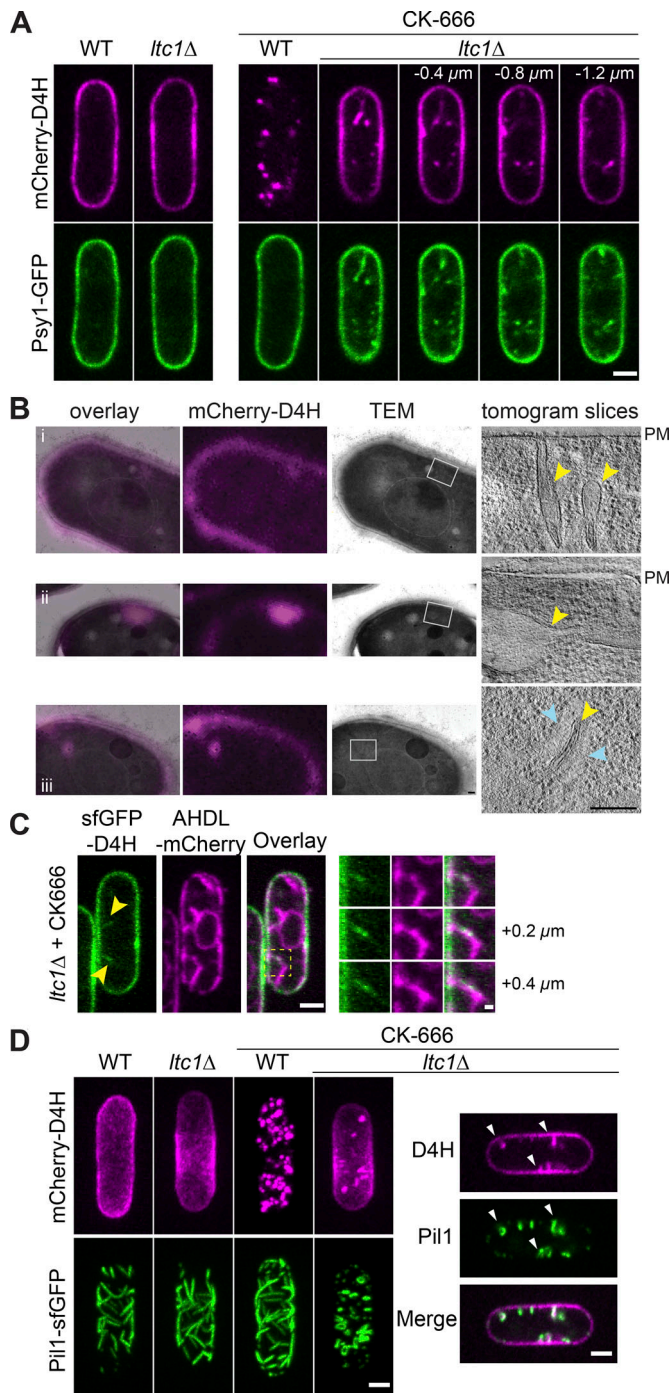 A
CK-666
WT
ltc1Δ
WT
ltc1Δ
-0.4 µm
-0.8 µm
-1.2 µm
mCherry-D4H
Psy1-GFP
B
overlay
mCherry-D4H
TEM
tomogram slices
i
PM
ii
PM
iii
C
sfGFP
-D4H
AHDL
-mCherry
Overlay
ltc1Δ + CK666
+0.2 µm
+0.4 µm
D
CK-666
WT
ltc1Δ
WT
ltc1Δ
mCherry-D4H
D4H
Pil1
Pil1-sfGFP
Merge